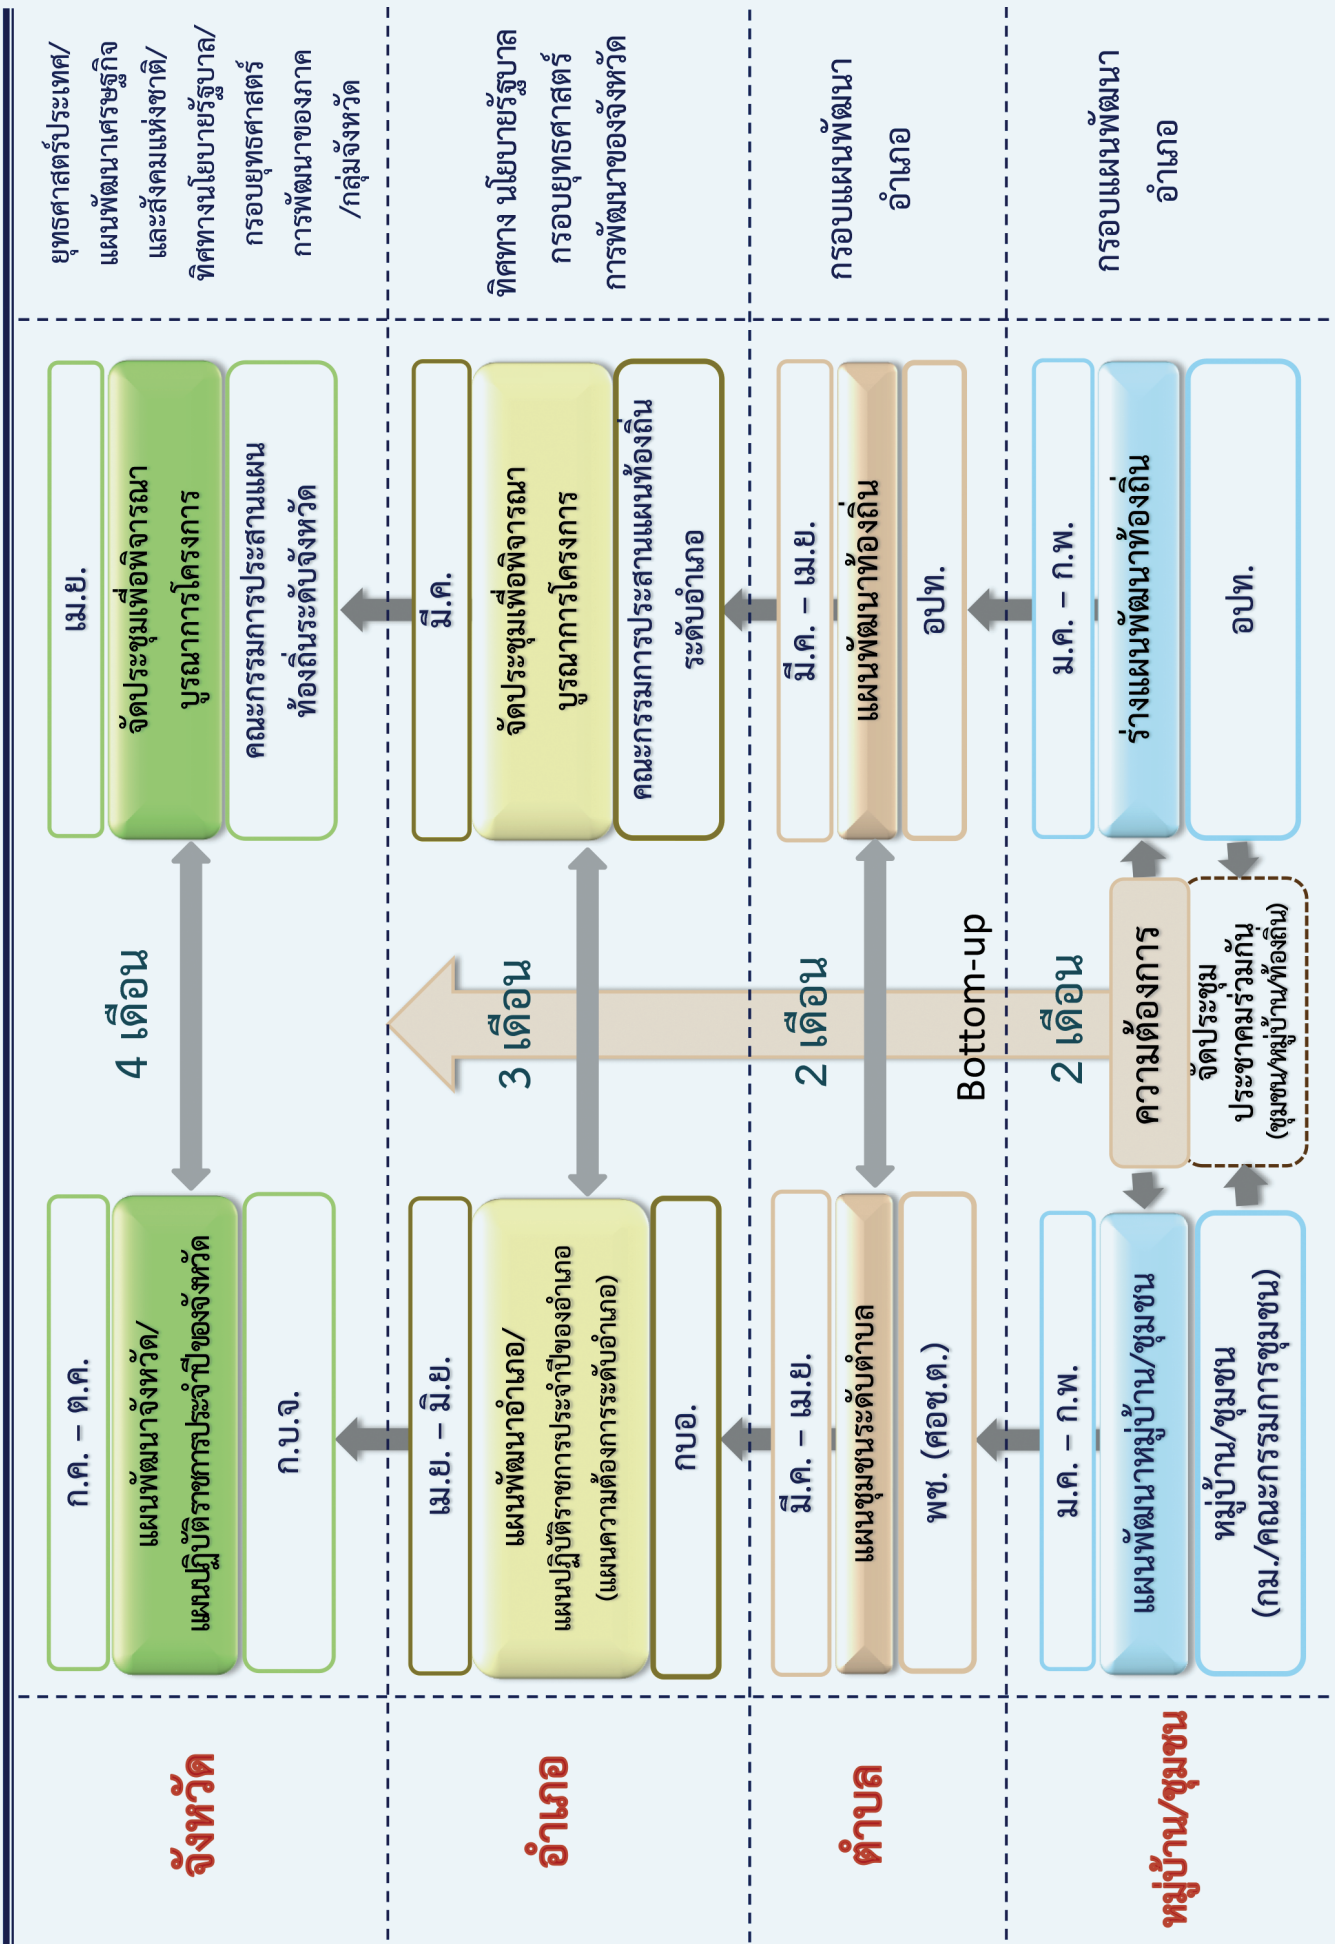 จังหวัด
ก.ค. – ต.ค.
แผนพัฒนาจังหวัด/
แผนปฏิบัติราชการประจำปีของจังหวัด
ก.บ.จ.
4 เดือน
เม.ย.
จัดประชุมเพื่อพิจารณา
บูรณาการโครงการ
คณะกรรมการประสานแผน
ท้องถิ่นระดับจังหวัด
ยุทธศาสตร์ประเทศ/
แผนพัฒนาเศรษฐกิจ
และสังคมแห่งชาติ/
ทิศทางนโยบายรัฐบาล/
กรอบยุทธศาสตร์
การพัฒนาของภาค
/กลุ่มจังหวัด
อำเภอ
เม.ย. – มิ.ย.
แผนพัฒนาอำเภอ/
แผนปฏิบัติราชการประจำปีของอำเภอ
(แผนความต้องการระดับอำเภอ)
กบอ.
3 เดือน
มี.ค.
จัดประชุมเพื่อพิจารณา
บูรณาการโครงการ
คณะกรรมการประสานแผนท้องถิ่น
ระดับอำเภอ
ทิศทาง นโยบายรัฐบาล
กรอบยุทธศาสตร์
การพัฒนาของจังหวัด
ตำบล
มี.ค. – เม.ย.
แผนชุมชนระดับตำบล
พช. (ศอช.ต.)
2 เดือน
Bottom-up
มี.ค. – เม.ย.
แผนพัฒนาท้องถิ่น
อปท.
กรอบแผนพัฒนา
อำเภอ
หมู่บ้าน/ชุมชน
ม.ค. – ก.พ.
แผนพัฒนาหมู่บ้าน/ชุมชน
หมู่บ้าน/ชุมชน
(กม./คณะกรรมการชุมชน)
2 เดือน
ความต้องการ
จัดประชุม
ประชาคมร่วมกัน
(ชุมชน/หมู่บ้าน/ท้องถิ่น)
ม.ค. – ก.พ.
ร่างแผนพัฒนาท้องถิ่น
อปท.
กรอบแผนพัฒนา
อำเภอ